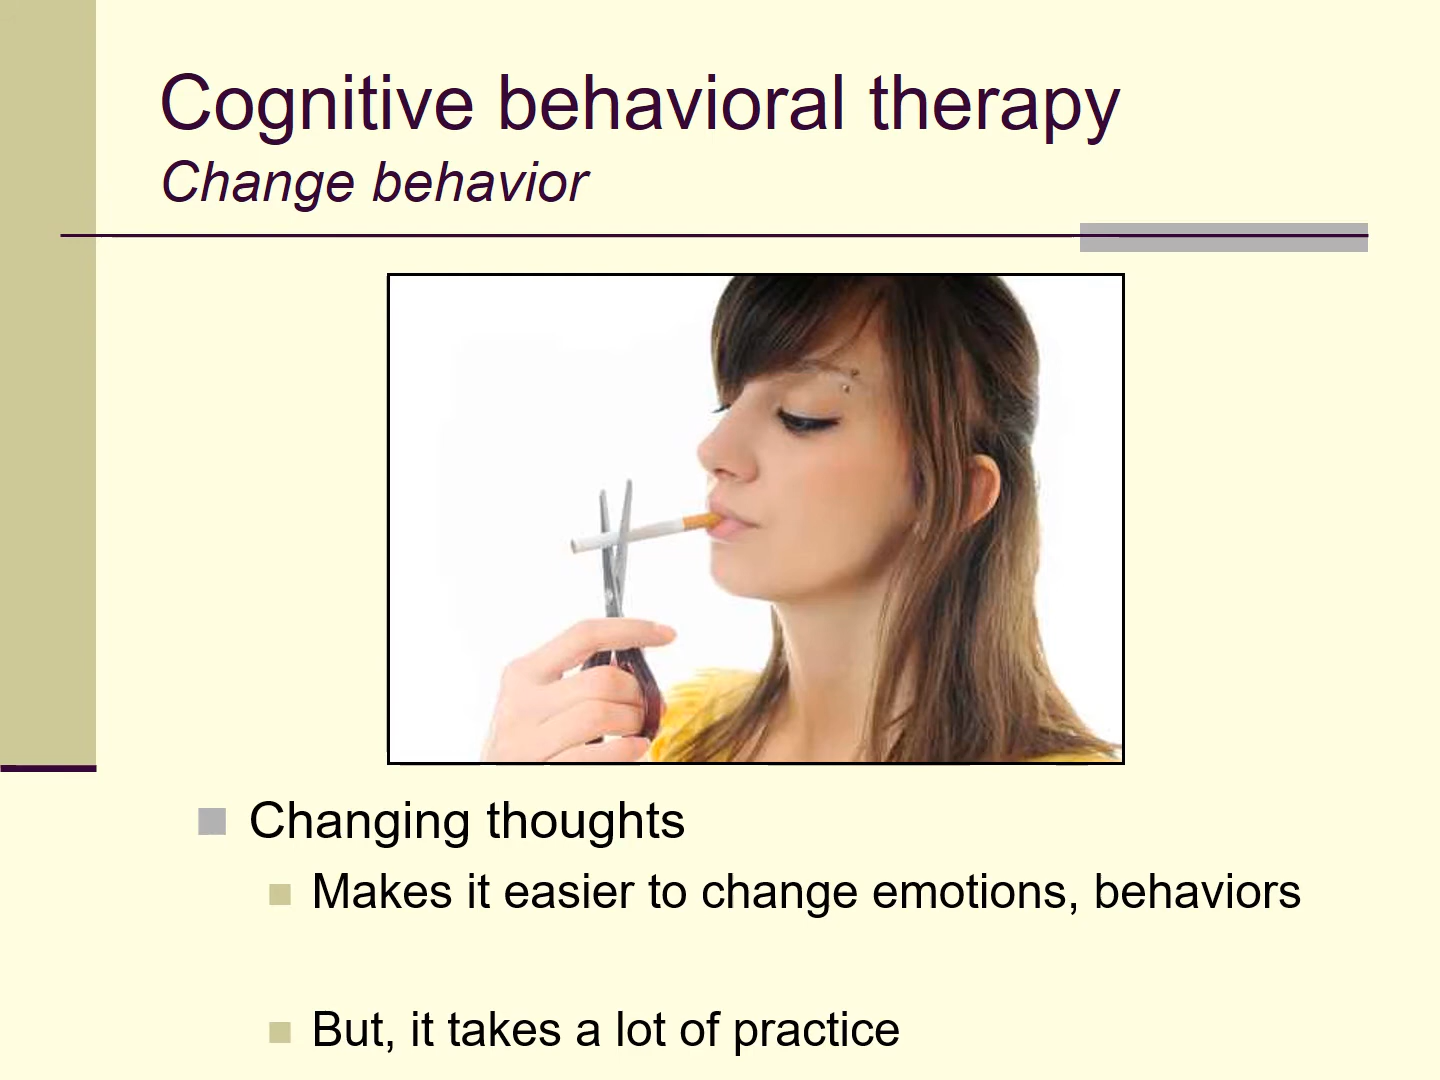 Cognitive behavioral therapy
Change behavior
Changing thoughts
Makes it easier to change emotions, behaviors
But, it takes a lot of practice